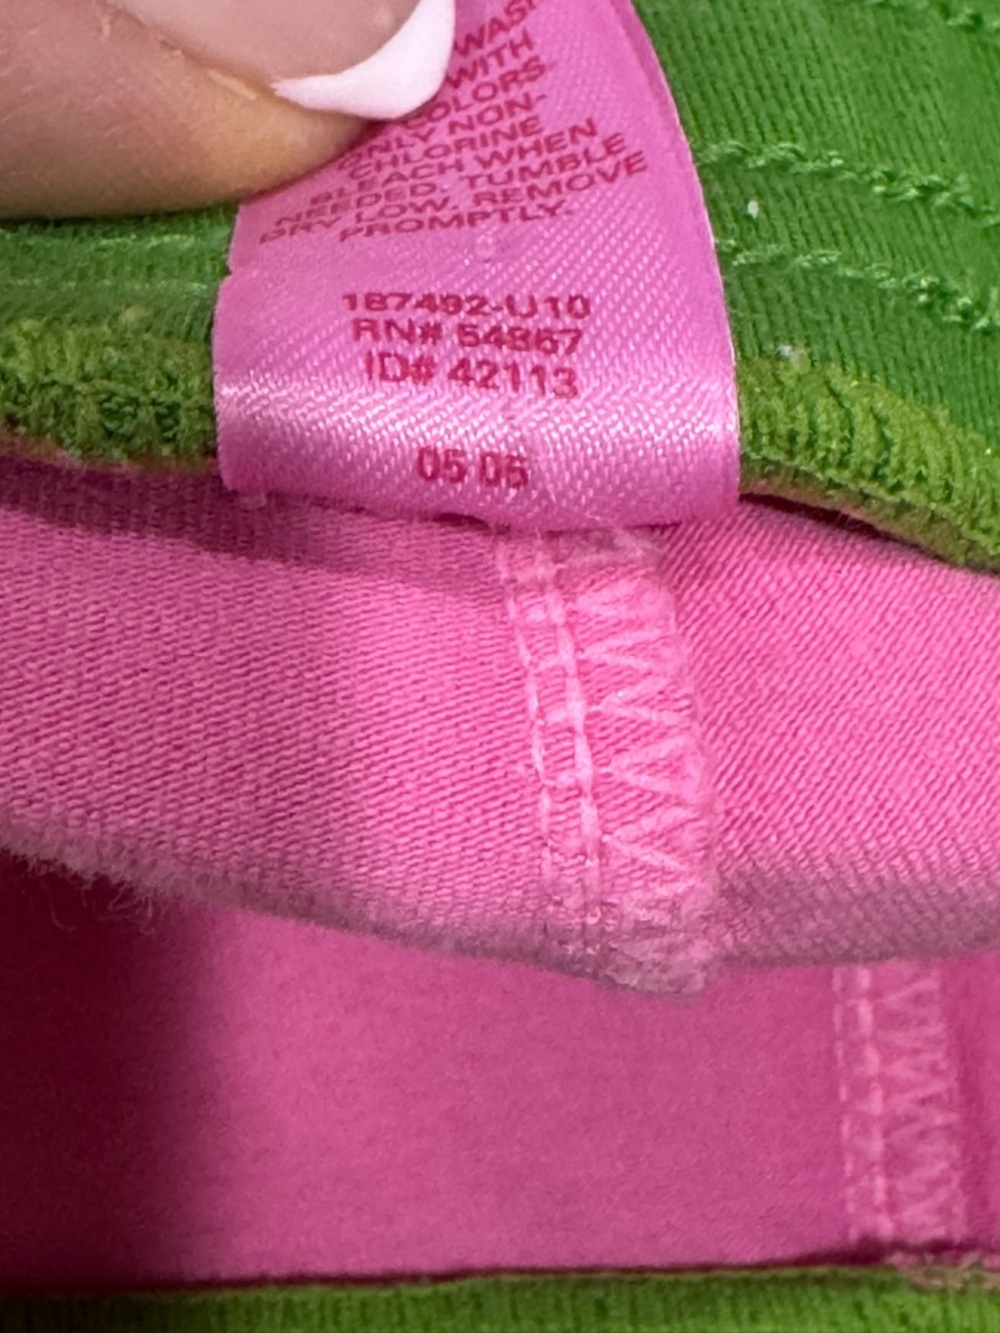 WASH
WITH
COLORS
ONLY NON-
CHLORINE
BLEACH WHEN
NEEDED. TUMBLE
DRY LOW. REMOVE
PROMPTLY.
187492-U10
RN# 54867
ID# 42113
05 06